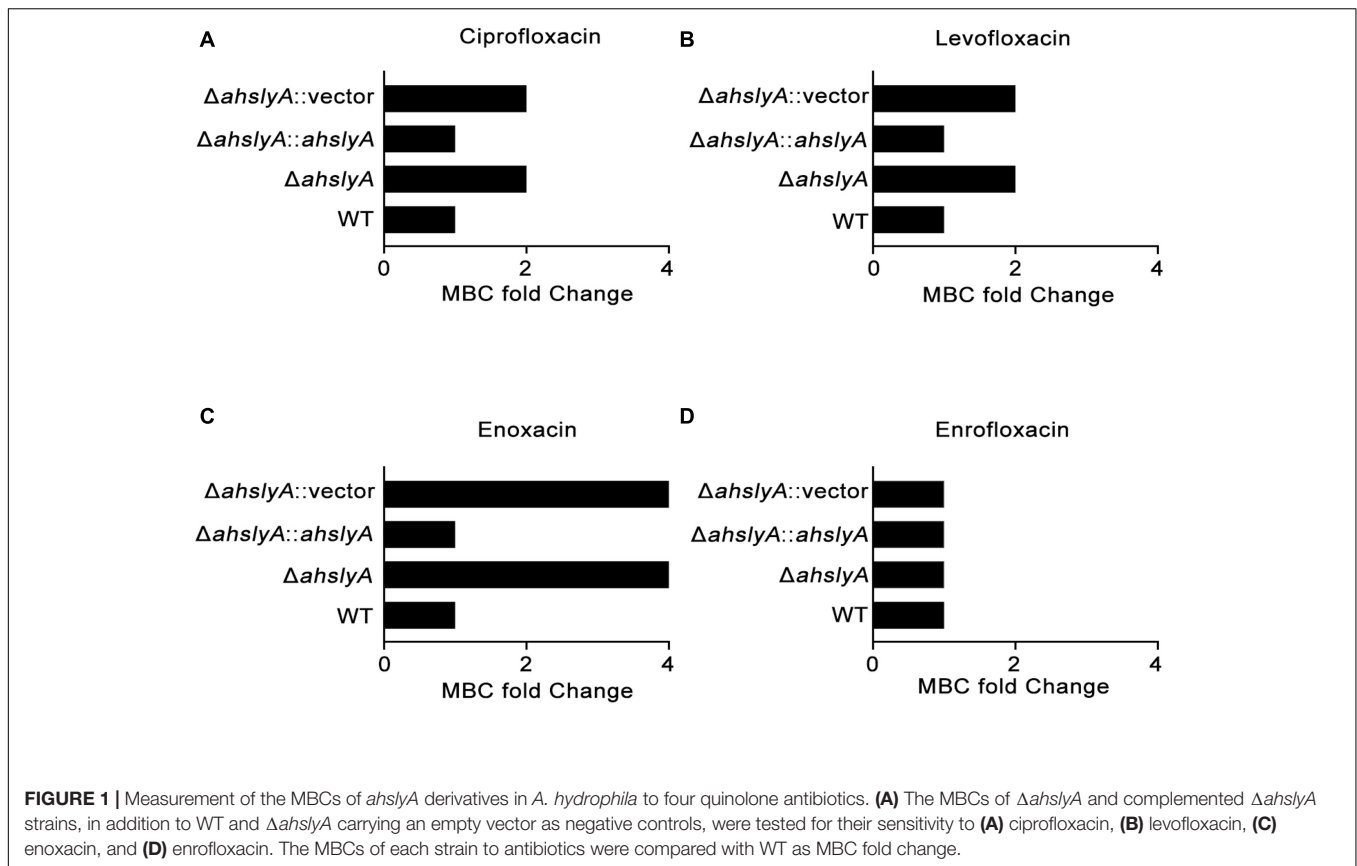 A
Ciprofloxacin
ΔahslyA::vector
ΔahslyA::ahslyA
ΔahslyA
WT
0 2 4
MBC fold Change
B
Levofloxacin
ΔahslyA::vector
ΔahslyA::ahslyA
ΔahslyA
WT
0 2 4
MBC fold Change
C
Enoxacin
ΔahslyA::vector
ΔahslyA::ahslyA
ΔahslyA
WT
0 2 4
MBC fold Change
D
Enrofloxacin
ΔahslyA::vector
ΔahslyA::ahslyA
ΔahslyA
WT
0 2 4
MBC fold Change
FIGURE 1 | Measurement of the MBCs of ahslyA derivatives in A. hydrophila to four quinolone antibiotics. (A) The MBCs of ΔahslyA and complemented ΔahslyA
strains, in addition to WT and ΔahslyA carrying an empty vector as negative controls, were tested for their sensitivity to (A) ciprofloxacin, (B) levofloxacin, (C)
enoxacin, and (D) enrofloxacin. The MBCs of each strain to antibiotics were compared with WT as MBC fold change.